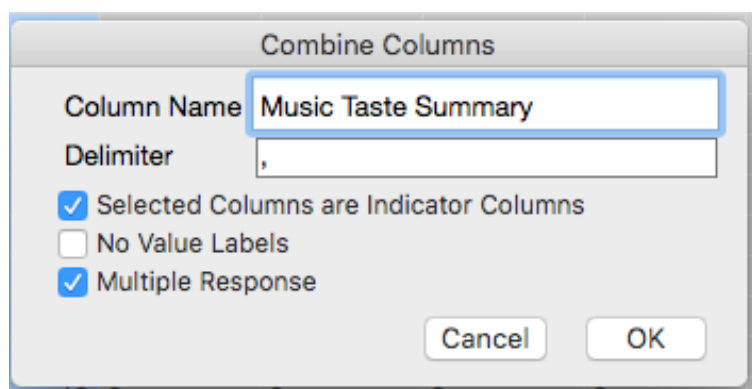 Combine Columns
Column Name Music Taste Summary
Delimiter ,
Selected Columns are Indicator Columns
No Value Labels
Multiple Response
Cancel OK